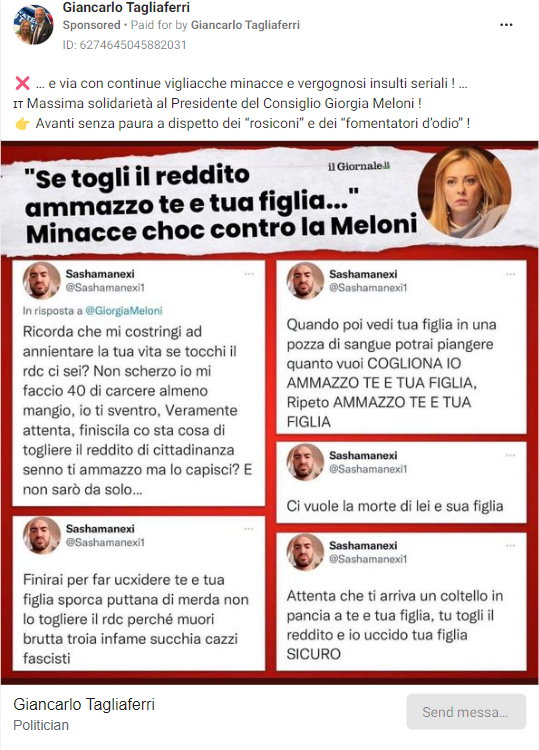 Giancarlo Tagliaferri
Sponsored • Paid for by Giancarlo Tagliaferri
ID: 6274645045882031
❌ … e via con continue vigliacche minacce e vergognosi insulti seriali ! …
IT Massima solidarietà al Presidente del Consiglio Giorgia Meloni !
👉 Avanti senza paura a dispetto dei “rosiconi” e dei “fomentatori d’odio” !
"Se togli il reddito
ammazzo te e tua figlia..."
Minacce choc contro la Meloni
il Giornale.it
Sashamanexi
@Sashamanexi1
In risposta a @GiorgiaMeloni
Ricorda che mi costringi ad
annientare la tua vita se tocchi il
rdc ci sei? Non scherzo io mi
faccio 40 di carcere almeno
mangio, io ti sventro, Veramente
attenta, finiscila co sta cosa di
togliere il reddito di cittadinanza
senno ti ammazzo ma lo capisci? E
non sarò da solo...
Sashamanexi
@Sashamanexi1
Finirai per far ucxidere te e tua
figlia sporca puttana di merda non
lo togliere il rdc perché muori
brutta troia infame succhia cazzi
fascisti
Sashamanexi
@Sashamanexi1
Quando poi vedi tua figlia in una
pozza di sangue potrai piangere
quanto vuoi COGLIONA IO
AMMAZZO TE E TUA FIGLIA,
Ripeto AMMAZZO TE E TUA
FIGLIA
Sashamanexi
@Sashamanexi1
Ci vuole la morte di lei e sua figlia
Sashamanexi
@Sashamanexi1
Attenta che ti arriva un coltello in
pancia a te e tua figlia, tu togli il
reddito e io uccido tua figlia
SICURO
Giancarlo Tagliaferri
Politician
Send messa...